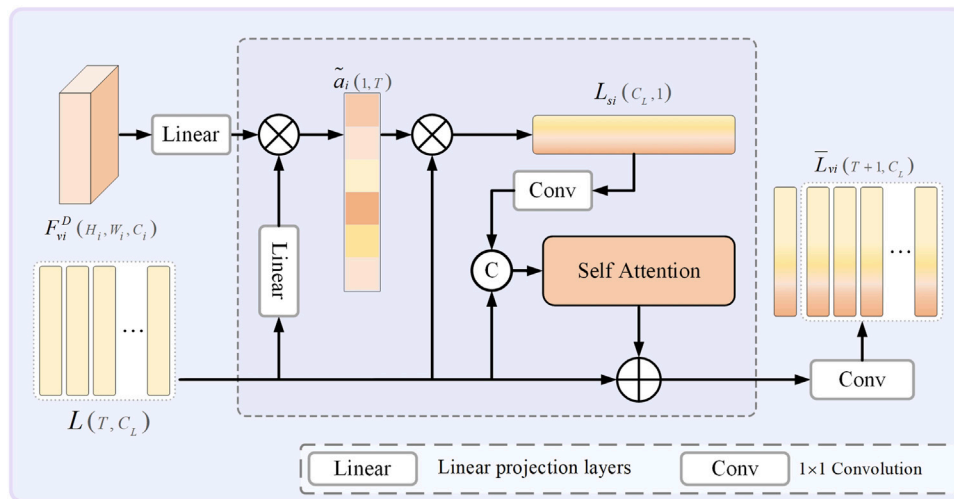 ã_i (1, T)
L_si (C_L, 1)
Linear
Conv
L̅_vi (T+1, C_L)
F_vi^D (H_i, W_i, C_i)
Linear
C
Self Attention
...
...
L (T, C_L)
Conv
Linear
Linear projection layers
Conv
1×1 Convolution